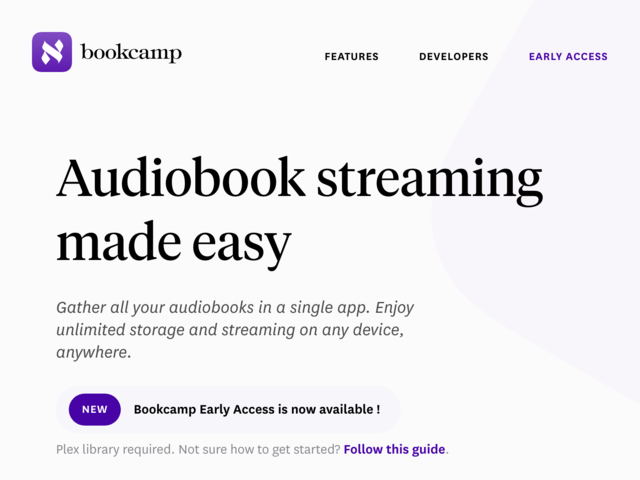 bookcamp
FEATURES
DEVELOPERS
EARLY ACCESS
Audiobook streaming
made easy
Gather all your audiobooks in a single app. Enjoy
unlimited storage and streaming on any device,
anywhere.
NEW Bookcamp Early Access is now available !
Plex library required. Not sure how to get started? Follow this guide.